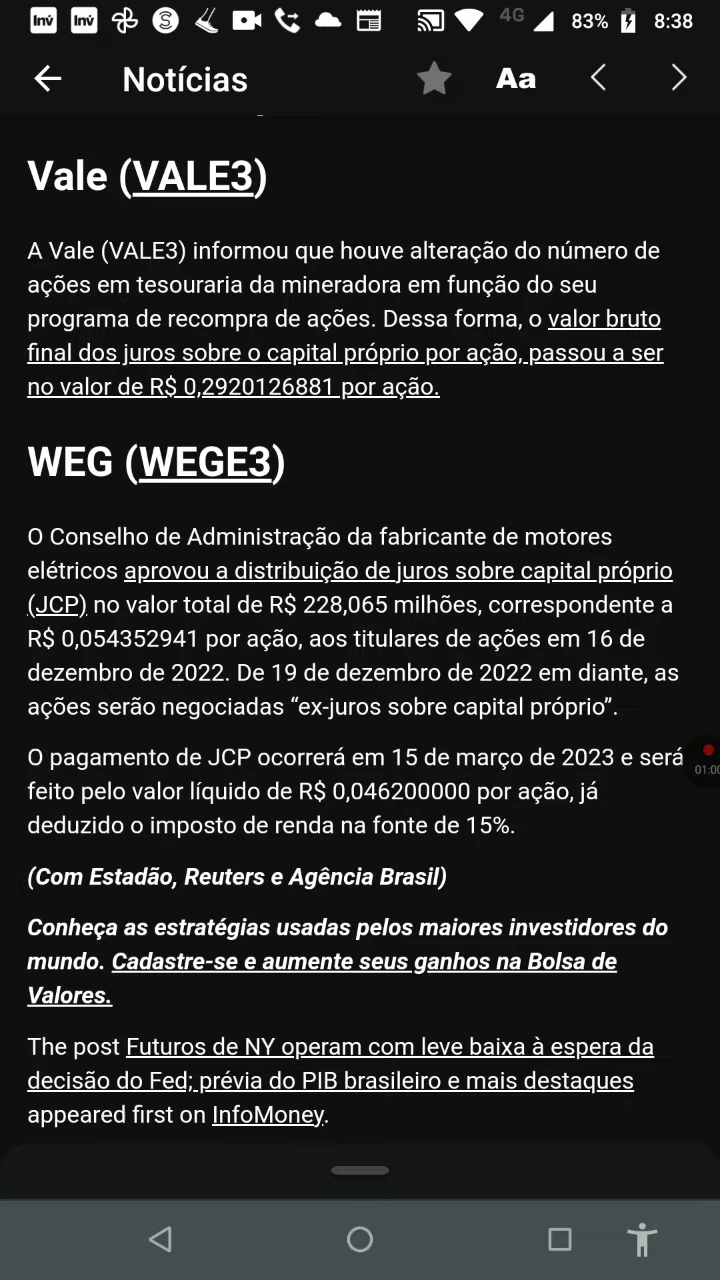 Inv Inv 4G 83% 8:38
Notícias Aa
Vale (VALE3)
A Vale (VALE3) informou que houve alteração do número de
ações em tesouraria da mineradora em função do seu
programa de recompra de ações. Dessa forma, o valor bruto
final dos juros sobre o capital próprio por ação, passou a ser
no valor de R$ 0,2920126881 por ação.
WEG (WEGE3)
O Conselho de Administração da fabricante de motores
elétricos aprovou a distribuição de juros sobre capital próprio
(JCP) no valor total de R$ 228,065 milhões, correspondente a
R$ 0,054352941 por ação, aos titulares de ações em 16 de
dezembro de 2022. De 19 de dezembro de 2022 em diante, as
ações serão negociadas “ex-juros sobre capital próprio”.
O pagamento de JCP ocorrerá em 15 de março de 2023 e será
feito pelo valor líquido de R$ 0,046200000 por ação, já
deduzido o imposto de renda na fonte de 15%.
(Com Estadão, Reuters e Agência Brasil)
Conheça as estratégias usadas pelos maiores investidores do
mundo. Cadastre-se e aumente seus ganhos na Bolsa de
Valores.
The post Futuros de NY operam com leve baixa à espera da
decisão do Fed; prévia do PIB brasileiro e mais destaques
appeared first on InfoMoney.